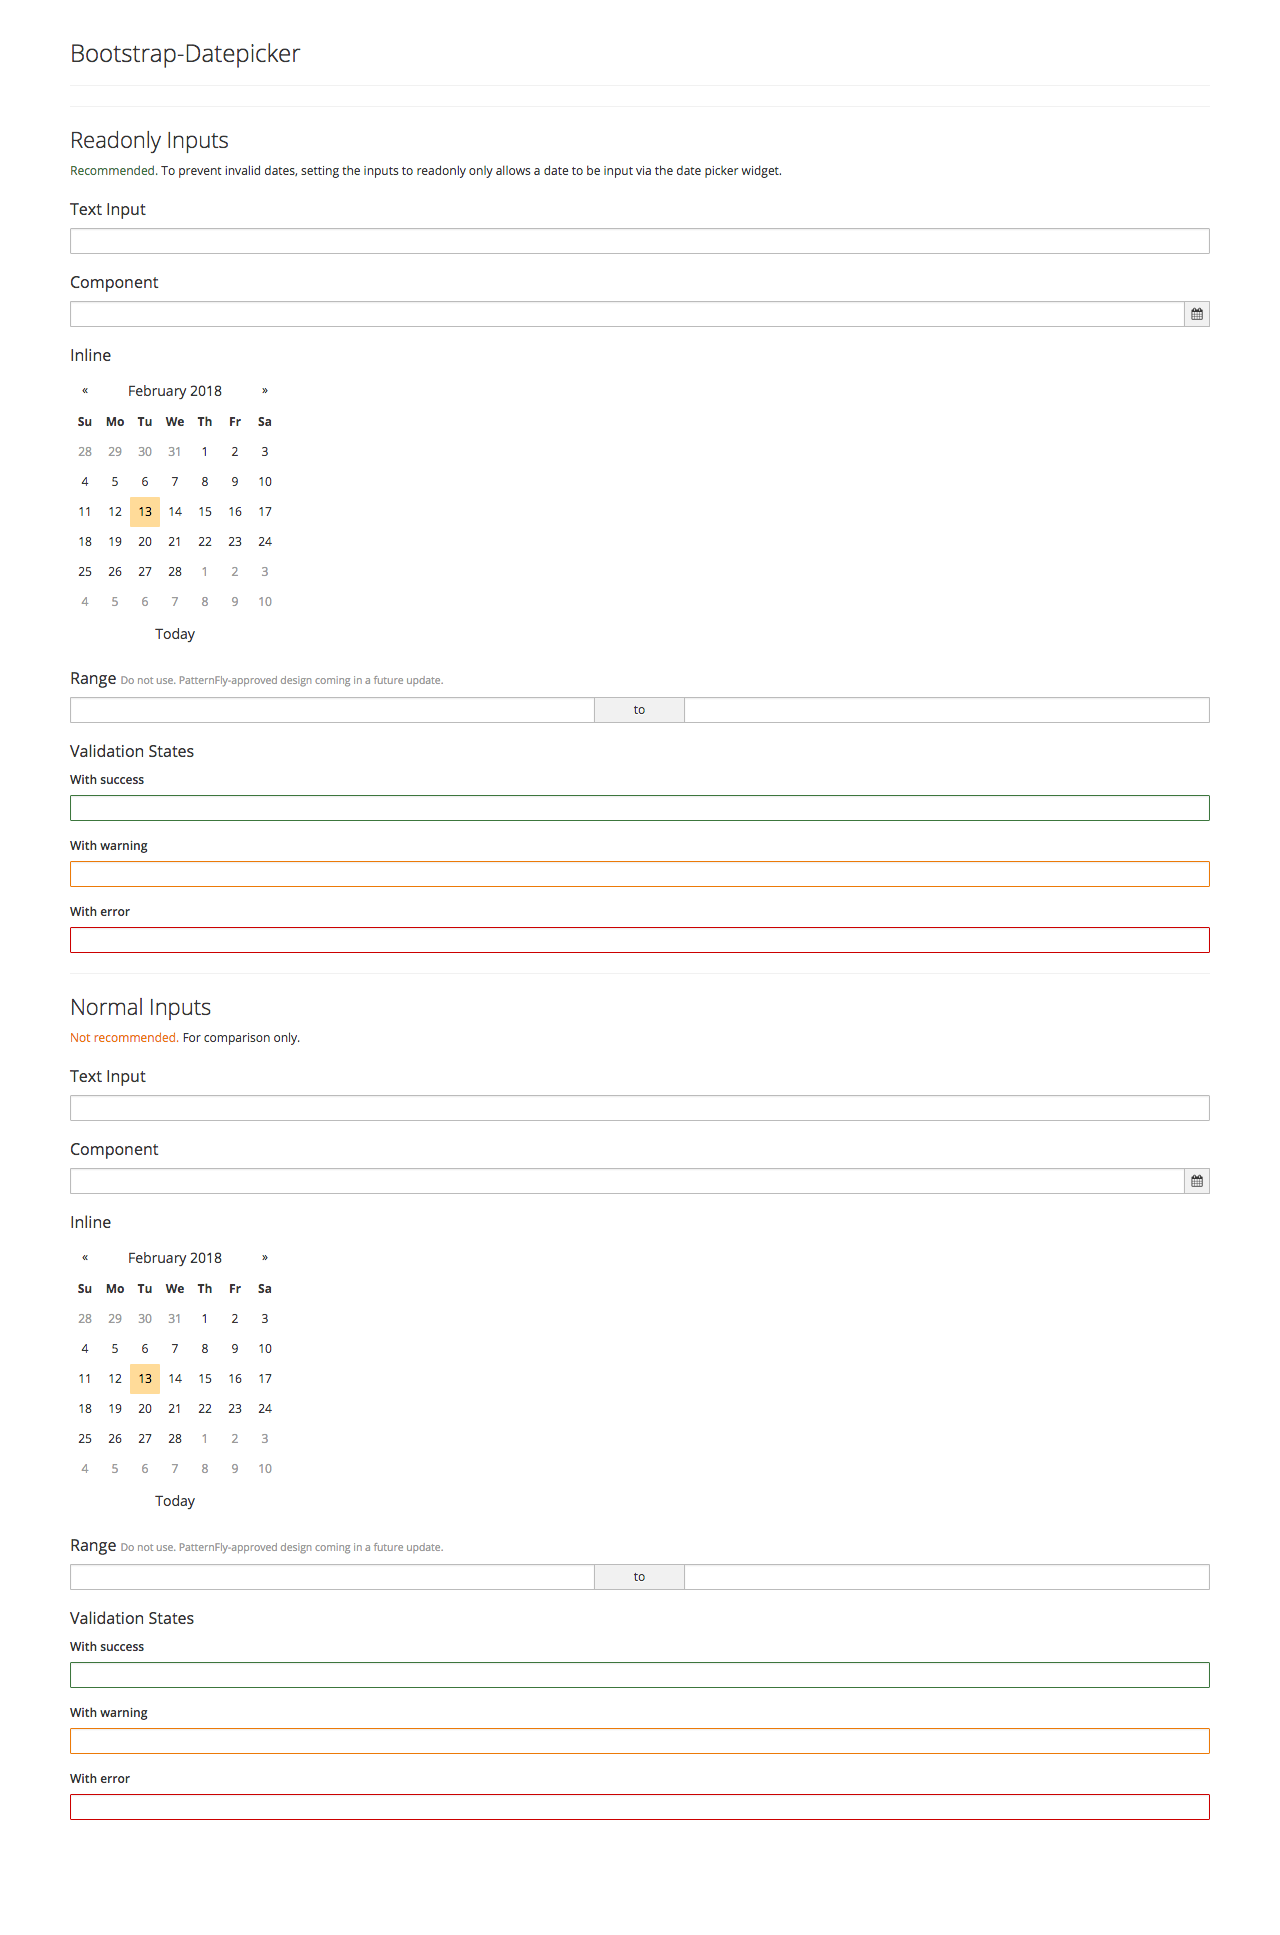 Bootstrap-Datepicker
Readonly Inputs
Recommended. To prevent invalid dates, setting the inputs to readonly only allows a date to be input via the date picker widget.
Text Input
Component
Inline
« February 2018 »
Su Mo Tu We Th Fr Sa
28 29 30 31 1 2 3
4 5 6 7 8 9 10
11 12 13 14 15 16 17
18 19 20 21 22 23 24
25 26 27 28 1 2 3
4 5 6 7 8 9 10
Today
Range Do not use. PatternFly-approved design coming in a future update.
to
Validation States
With success
With warning
With error
Normal Inputs
Not recommended. For comparison only.
Text Input
Component
Inline
« February 2018 »
Su Mo Tu We Th Fr Sa
28 29 30 31 1 2 3
4 5 6 7 8 9 10
11 12 13 14 15 16 17
18 19 20 21 22 23 24
25 26 27 28 1 2 3
4 5 6 7 8 9 10
Today
Range Do not use. PatternFly-approved design coming in a future update.
to
Validation States
With success
With warning
With error